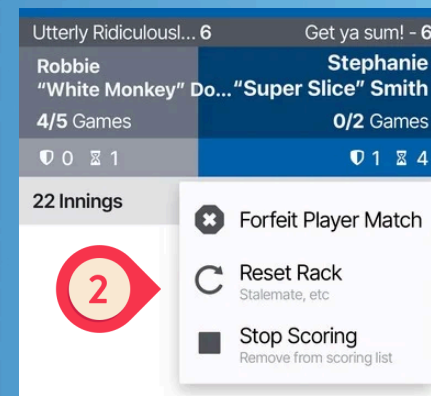 Utterly Ridiculousl... 6 Get ya sum! - 6
Robbie Stephanie
“White Monkey” Do... “Super Slice” Smith
4/5 Games 0/2 Games
0 1 1 4
22 Innings
Forfeit Player Match
Reset Rack
Stalemate, etc
2
Stop Scoring
Remove from scoring list